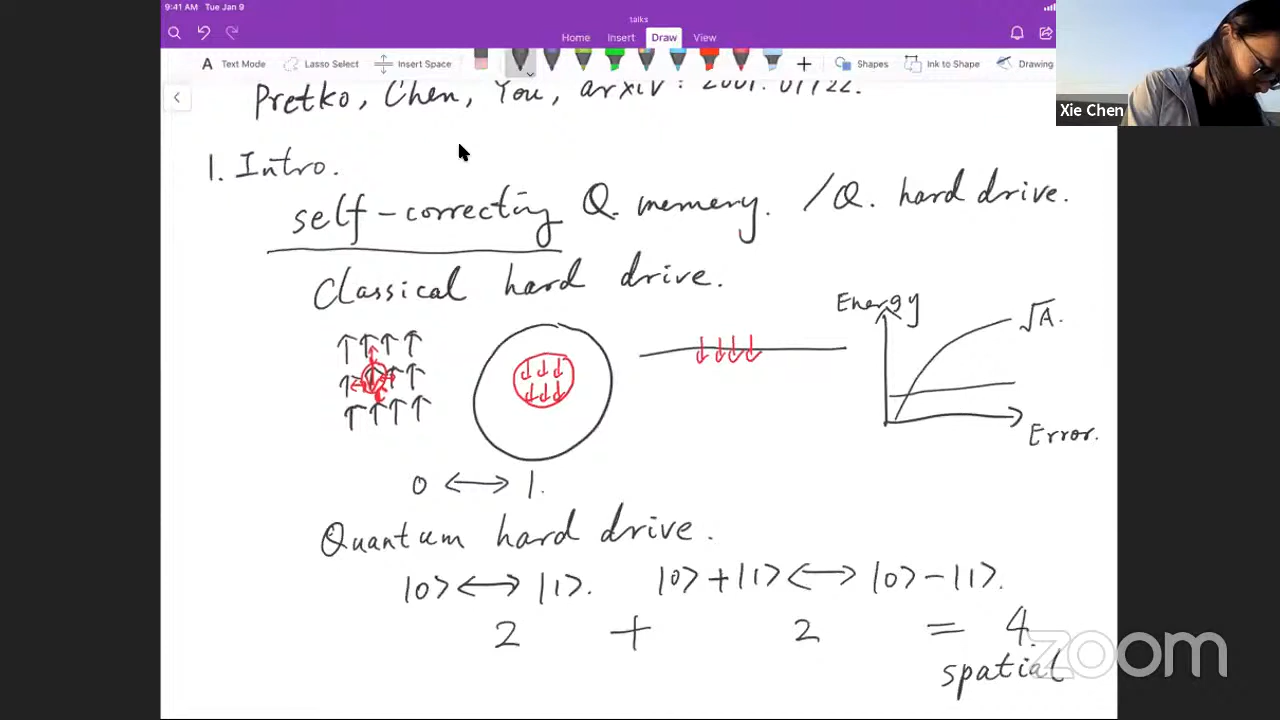 9:41 AM Tue Jan 9
talks
Home Insert Draw View
Text Mode Lasso Select Insert Space Shapes Ink to Shape Drawing
Pretko, Chen, You, arxiv: 2001.01722.
Xie Chen
1. Intro.
self-correcting Q. memery. /Q. hard drive.
Classical hard drive.
Energy
√A.
Error.
0 ⟷ 1.
Quantum hard drive.
|0> ⟷ |1>. |0>+|1> ⟷ |0>-|1>.
2 + 2 = 4
spatial
zoom